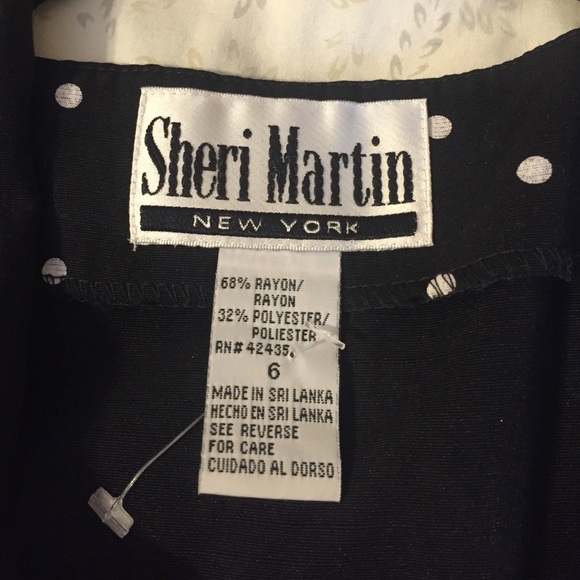 Sheri Martin
NEW YORK
68% RAYON/
RAYON
32% POLYESTER/
POLIESTER
RN# 42435
6
MADE IN SRI LANKA
HECHO EN SRI LANKA
SEE REVERSE
FOR CARE
CUIDADO AL DORSO